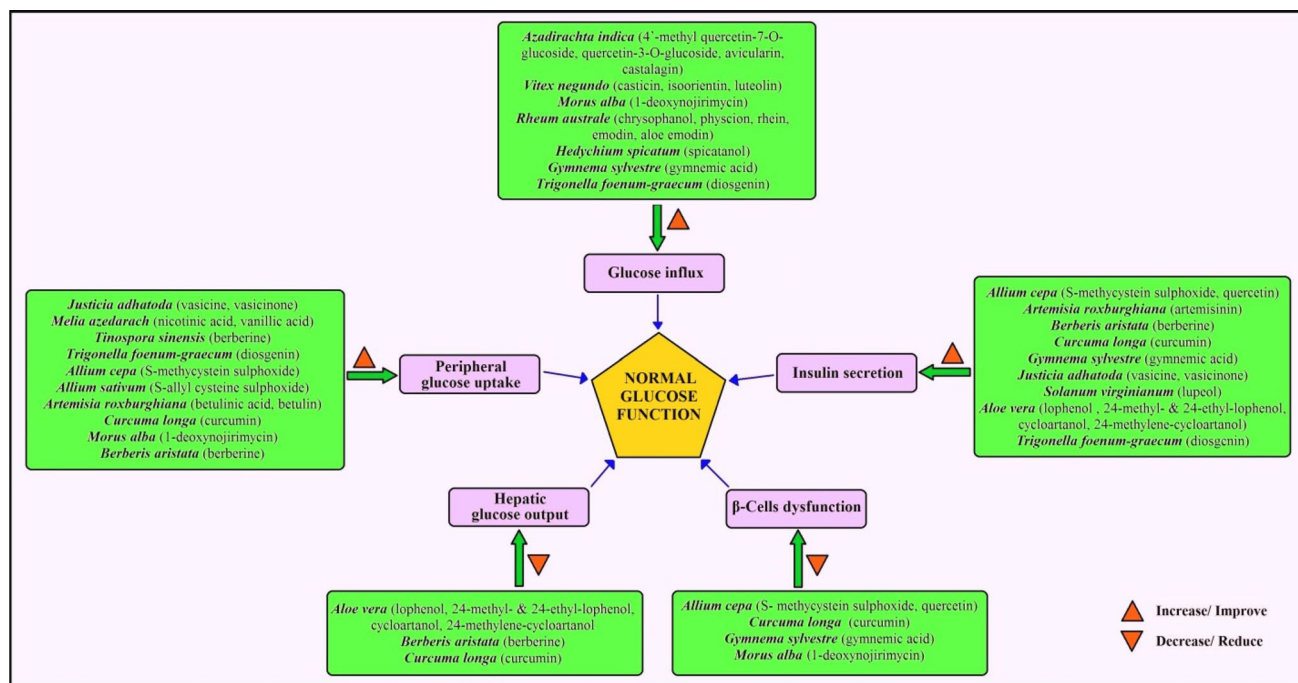 Azadirachta indica (4’-methyl quercetin-7-O-
glucoside, quercetin-3-O-glucoside, avicularin,
castalagin)
Vitex negundo (casticin, isoorientin, luteolin)
Morus alba (1-deoxynojirimycin)
Rheum australe (chrysophanol, physcion, rhein,
emodin, aloe emodin)
Hedychium spicatum (spicatanol)
Gymnema sylvestre (gymnemic acid)
Trigonella foenum-graecum (diosgenin)
Glucose influx
Justicia adhatoda (vasicine, vasicinone)
Melia azedarach (nicotinic acid, vanillic acid)
Tinospora sinensis (berberine)
Trigonella foenum-graecum (diosgenin)
Allium cepa (S-methycystein sulphoxide)
Allium sativum (S-allyl cysteine sulphoxide)
Artemisia roxburghiana (betulinic acid, betulin)
Curcuma longa (curcumin)
Morus alba (1-deoxynojirimycin)
Berberis aristata (berberine)
Peripheral
glucose uptake
NORMAL
GLUCOSE
FUNCTION
Insulin secretion
Allium cepa (S-methycystein sulphoxide, quercetin)
Artemisia roxburghiana (artemisinin)
Berberis aristata (berberine)
Curcuma longa (curcumin)
Gymnema sylvestre (gymnemic acid)
Justicia adhatoda (vasicine, vasicinone)
Solanum virginianum (lupeol)
Aloe vera (lophenol , 24-methyl- & 24-ethyl-lophenol,
cycloartanol, 24-methylene-cycloartanol)
Trigonella foenum-graecum (diosgcnin)
Hepatic
glucose output
β-Cells dysfunction
Aloe vera (lophenol, 24-methyl- & 24-ethyl-lophenol,
cycloartanol, 24-methylene-cycloartanol
Berberis aristata (berberine)
Curcuma longa (curcumin)
Allium cepa (S- methycystein sulphoxide, quercetin)
Curcuma longa (curcumin)
Gymnema sylvestre (gymnemic acid)
Morus alba (1-deoxynojirimycin)
Increase/ Improve
Decrease/ Reduce